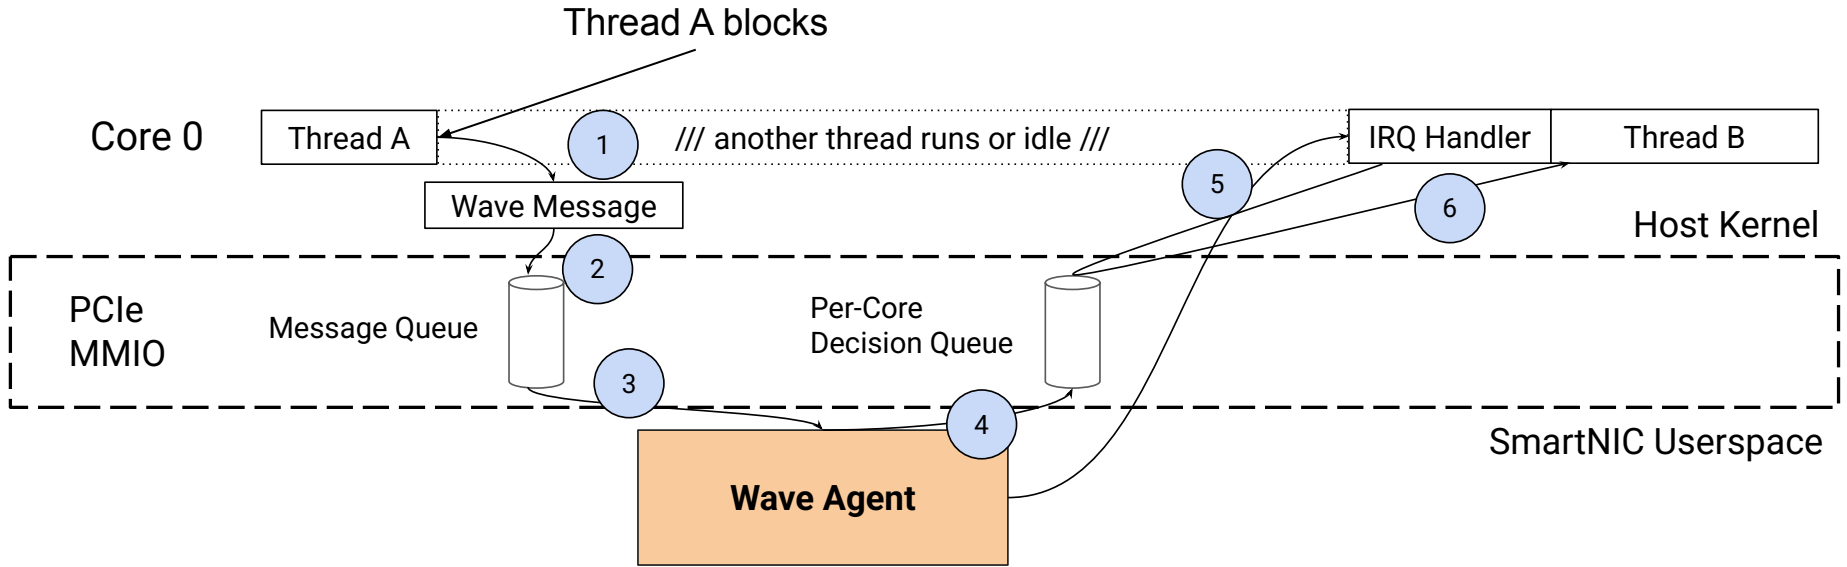 Thread A blocks
Core 0
Thread A
1
/// another thread runs or idle ///
IRQ Handler
Thread B
Wave Message
5
6
Host Kernel
2
PCIe
MMIO
Message Queue
Per-Core
Decision Queue
3
4
SmartNIC Userspace
Wave Agent